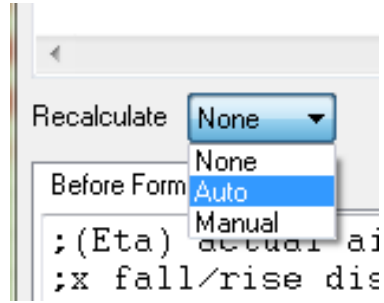 Recalculate None
None
Before Form Auto
Manual
;(Eta) actual ai
;x fall/rise dis